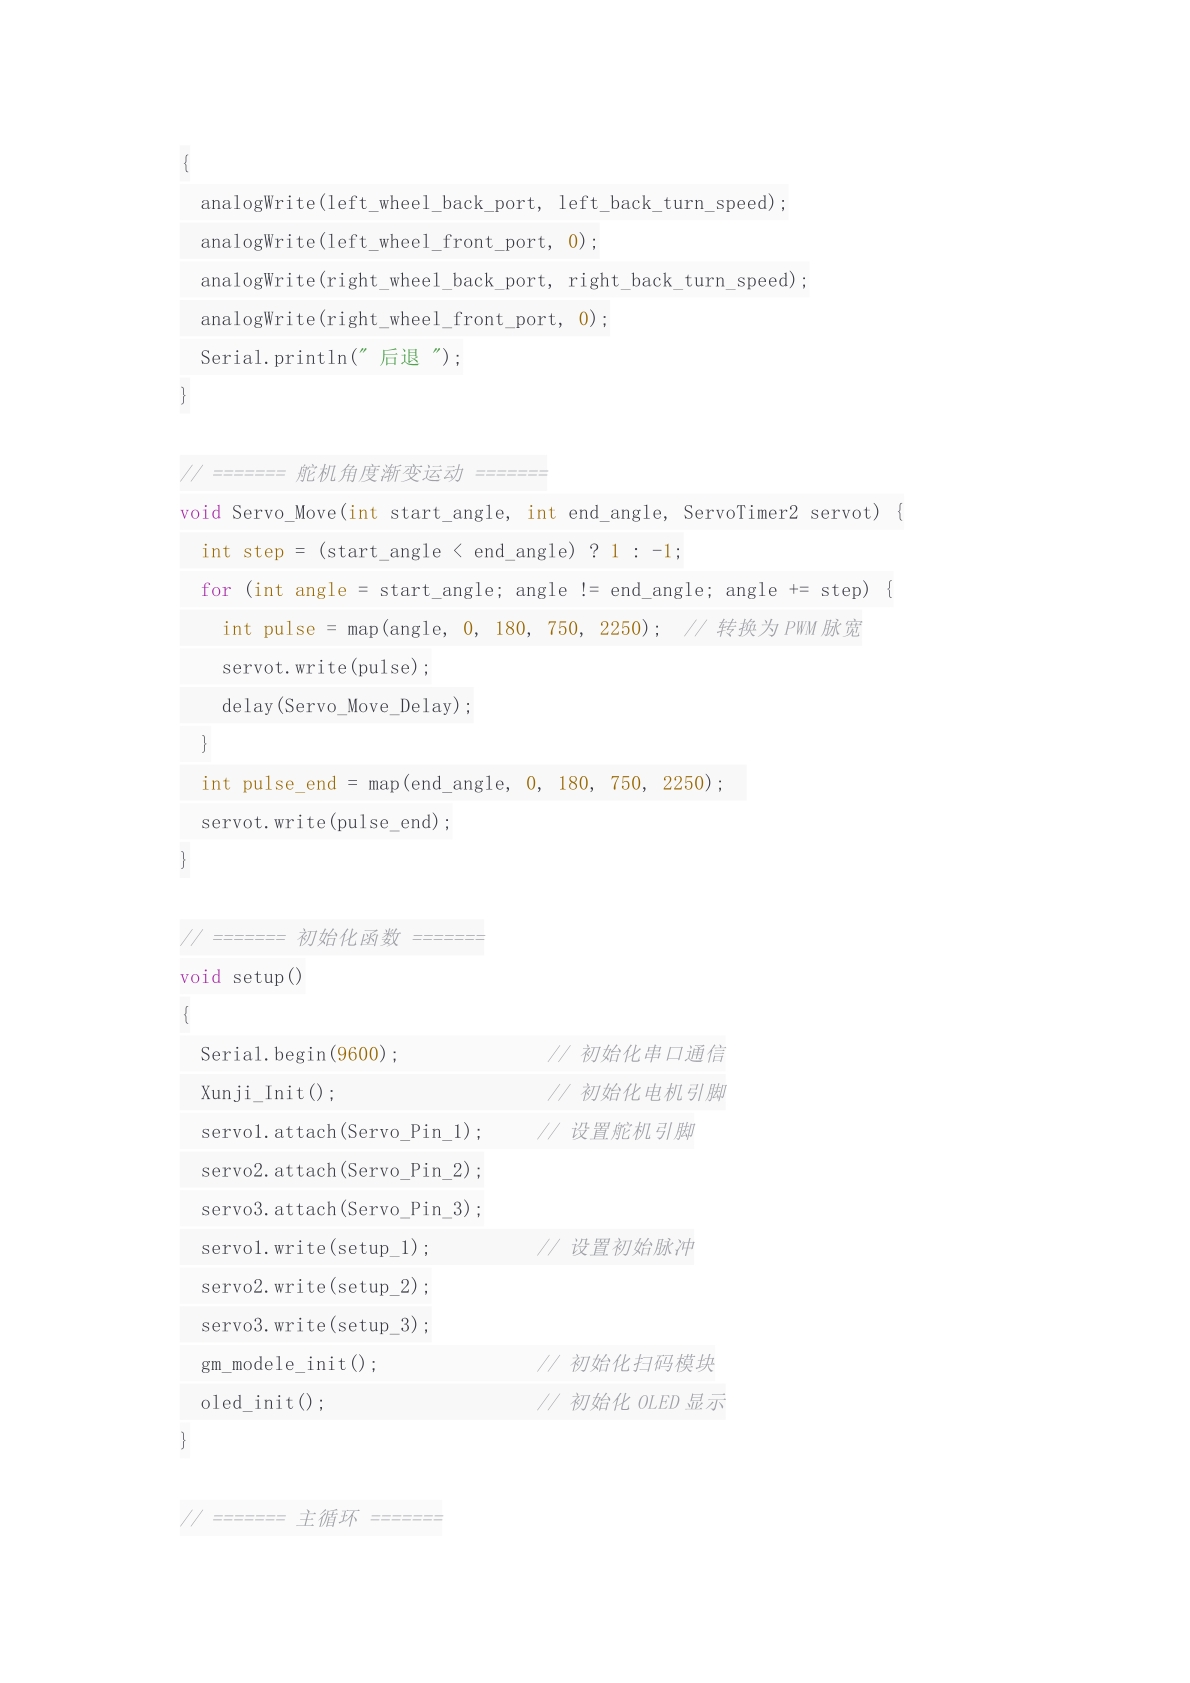 {
  analogWrite(left_wheel_back_port, left_back_turn_speed);
  analogWrite(left_wheel_front_port, 0);
  analogWrite(right_wheel_back_port, right_back_turn_speed);
  analogWrite(right_wheel_front_port, 0);
  Serial.println(" 后退 ");
}
// ======= 舵机角度渐变运动 =======
void Servo_Move(int start_angle, int end_angle, ServoTimer2 servot) {
  int step = (start_angle < end_angle) ? 1 : -1;
  for (int angle = start_angle; angle != end_angle; angle += step) {
    int pulse = map(angle, 0, 180, 750, 2250);  // 转换为 PWM 脉宽
    servot.write(pulse);
    delay(Servo_Move_Delay);
  }
  int pulse_end = map(end_angle, 0, 180, 750, 2250);
  servot.write(pulse_end);
}
// ======= 初始化函数 =======
void setup()
{
  Serial.begin(9600);              // 初始化串口通信
  Xunji_Init();                    // 初始化电机引脚
  servo1.attach(Servo_Pin_1);     // 设置舵机引脚
  servo2.attach(Servo_Pin_2);
  servo3.attach(Servo_Pin_3);
  servo1.write(setup_1);          // 设置初始脉冲
  servo2.write(setup_2);
  servo3.write(setup_3);
  gm_modele_init();               // 初始化扫码模块
  oled_init();                    // 初始化 OLED 显示
}
// ======= 主循环 =======